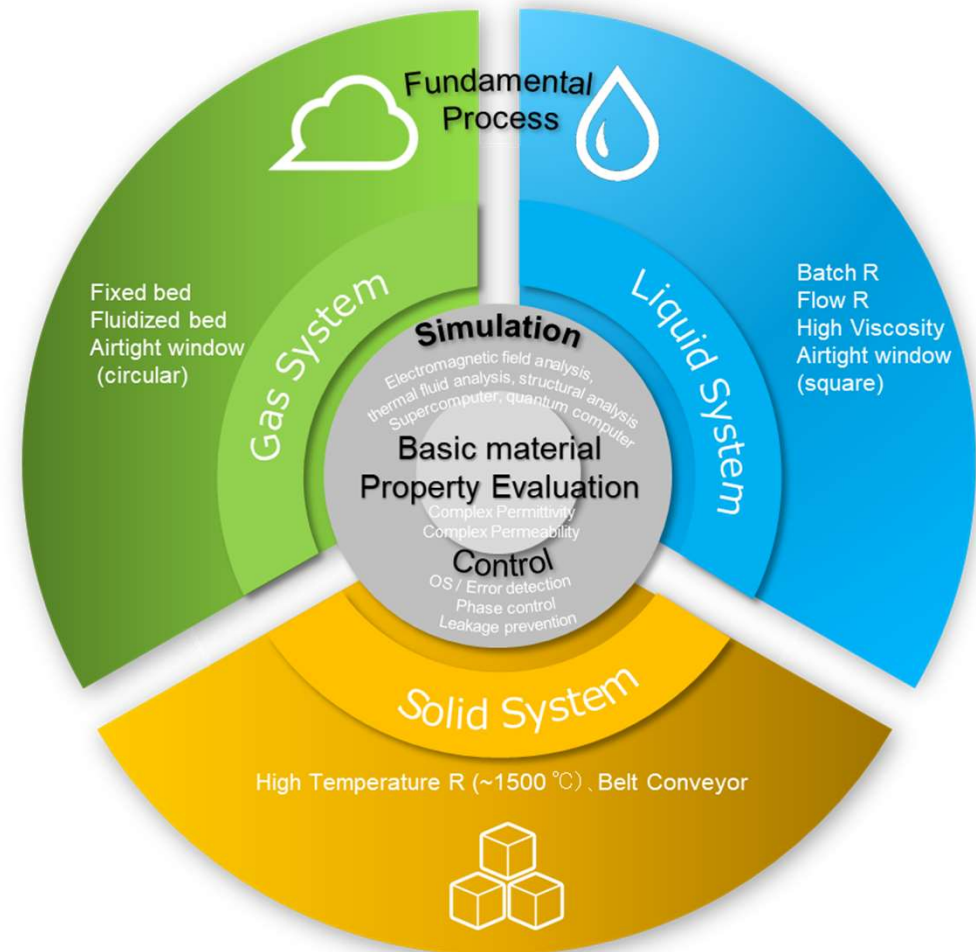 Fundamental
Process
Gas System
Fixed bed
Fluidized bed
Airtight window
(circular)
Liquid System
Batch R
Flow R
High Viscosity
Airtight window
(square)
Simulation
Electromagnetic field analysis,
thermal fluid analysis, structural analysis
Supercomputer, quantum computer
Basic material
Property Evaluation
Complex Permittivity
Complex Permeability
Control
OS / Error detection
Phase control
Leakage prevention
Solid System
High Temperature R (~1500 ℃)、Belt Conveyor